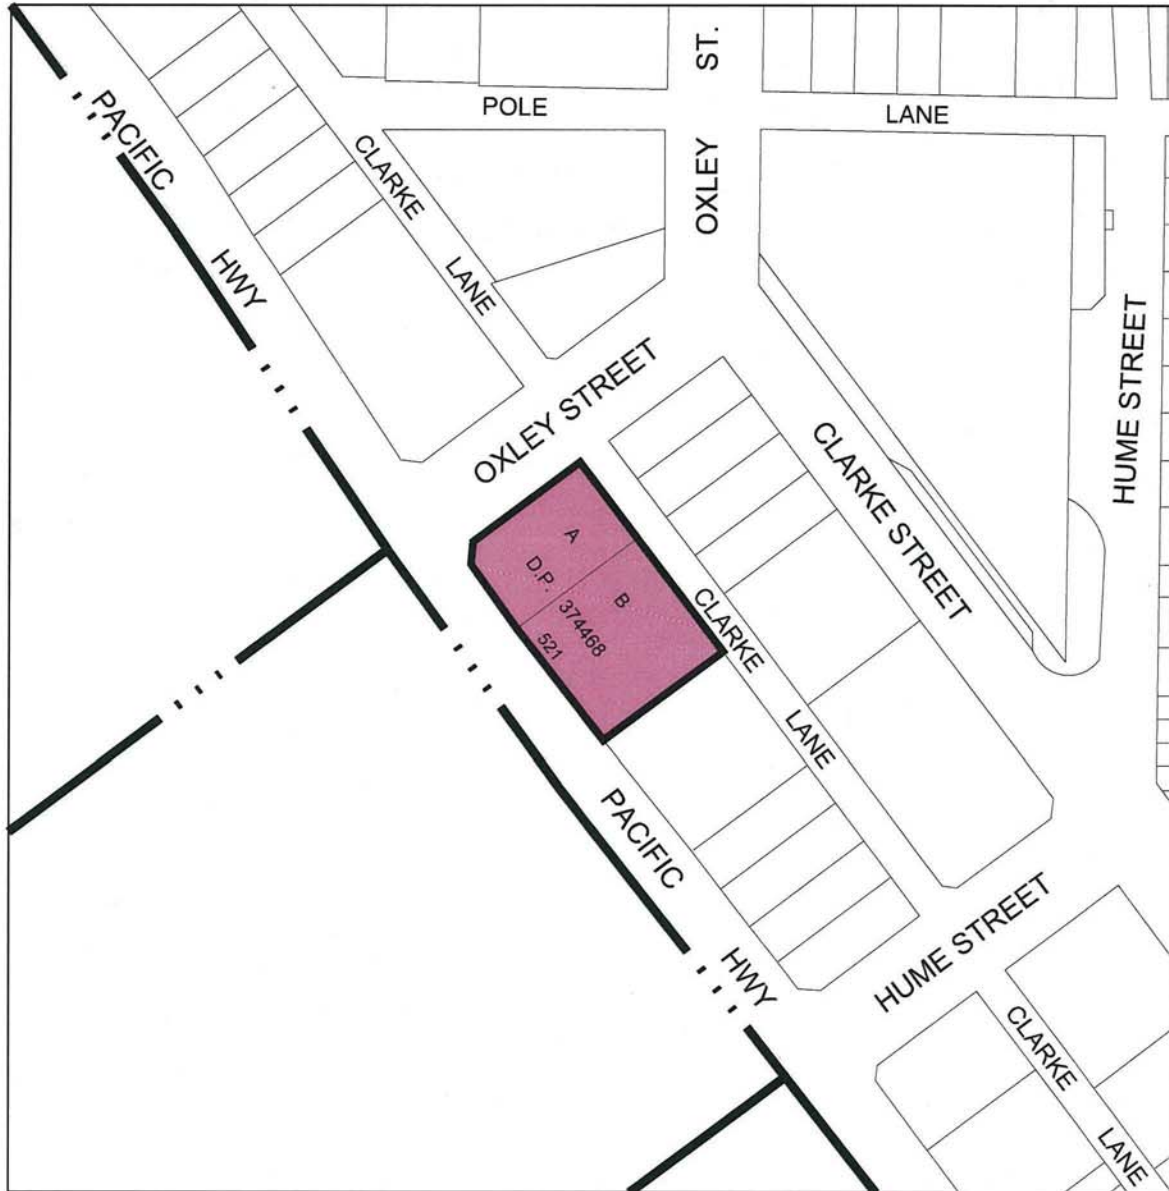 ST.
OXLEY
POLE
LANE
PACIFIC
HWY
CLARKE
LANE
OXLEY STREET
HUME STREET
CLARKE STREET
A
B
D.P. 374468
521
CLARKE
LANE
PACIFIC
HWY
HUME STREET
CLARKE
LANE